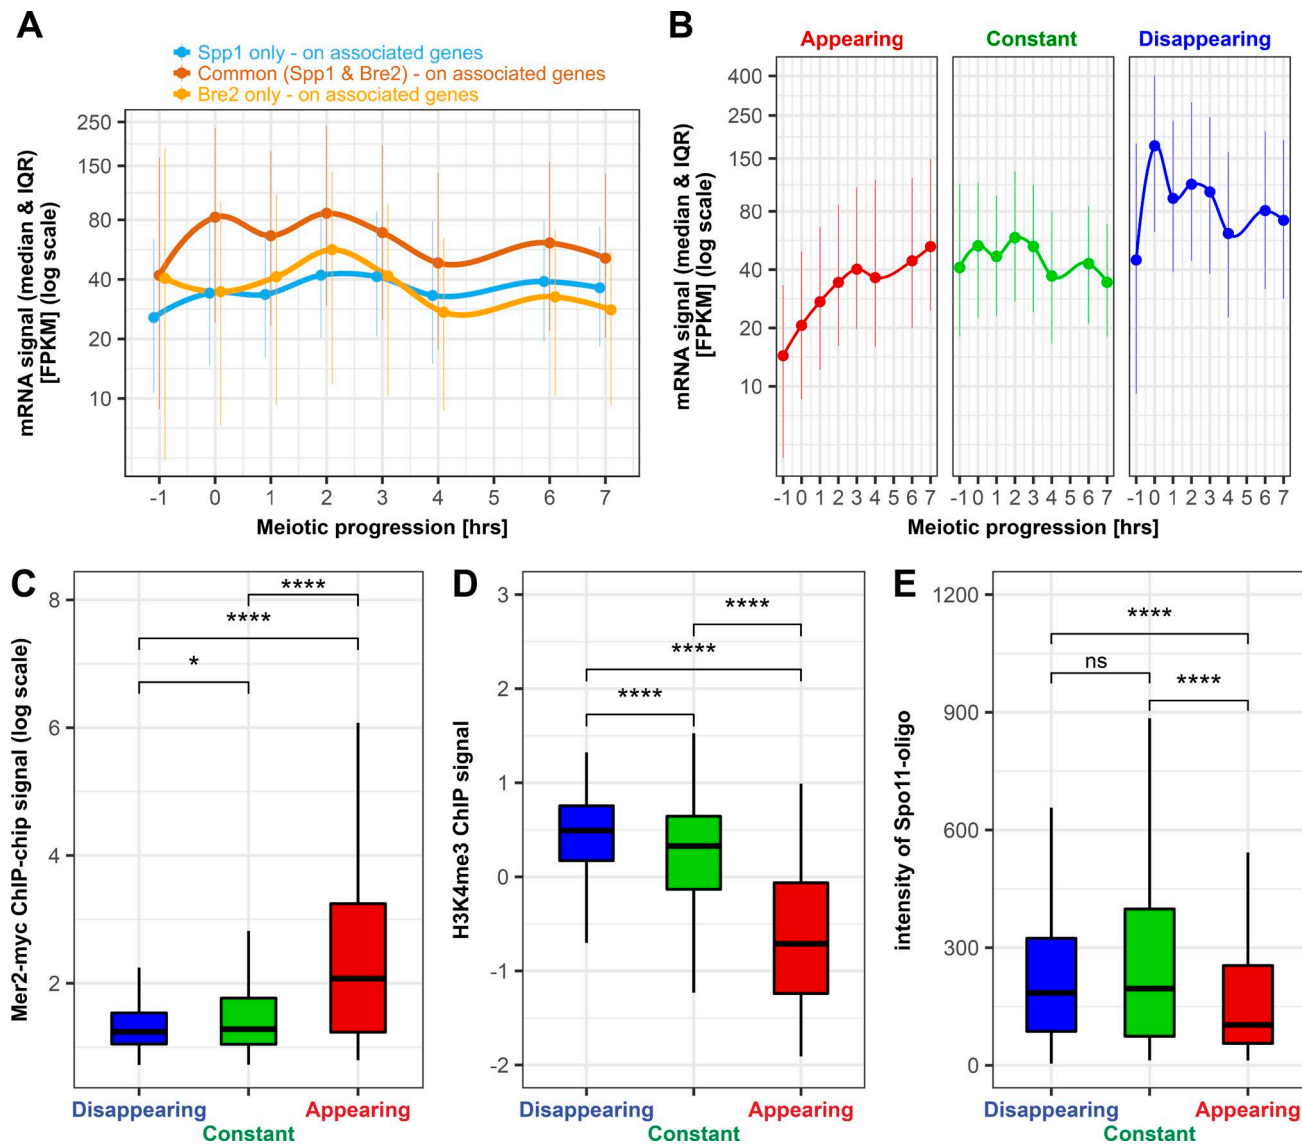 A
Spp1 only - on associated genes
Common (Spp1 & Bre2) - on associated genes
Bre2 only - on associated genes
mRNA signal (median & IQR)
[FPKM] (log scale)
250
150
80
40
20
10
-1 0 1 2 3 4 5 6 7
Meiotic progression [hrs]
B
Appearing Constant Disappearing
mRNA signal (median & IQR)
[FPKM] (log scale)
400
250
150
80
40
20
10
-1 0 1 2 3 4 5 6 7 -1 0 1 2 3 4 5 6 7 -1 0 1 2 3 4 5 6 7
Meiotic progression [hrs]
C
Mer2-myc ChIP-chip signal (log scale)
8
6
4
2
****
****
*
Disappearing Appearing
Constant
D
H3K4me3 ChIP signal
3
2
1
0
-1
-2
****
****
****
Disappearing Appearing
Constant
E
intensity of Spo11-oligo
1200
900
600
300
0
****
ns
****
Disappearing Appearing
Constant